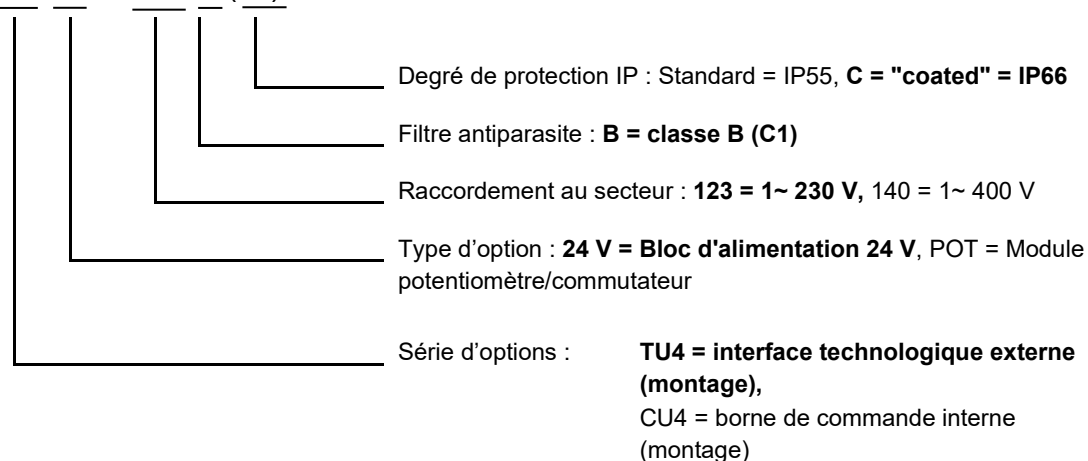 Degré de protection IP : Standard = IP55, C = "coated" = IP66
Filtre antiparasite : B = classe B (C1)
Raccordement au secteur : 123 = 1~ 230 V, 140 = 1~ 400 V
Type d’option : 24 V = Bloc d'alimentation 24 V, POT = Module
potentiomètre/commutateur
Série d’options : TU4 = interface technologique externe
(montage),
CU4 = borne de commande interne
(montage)